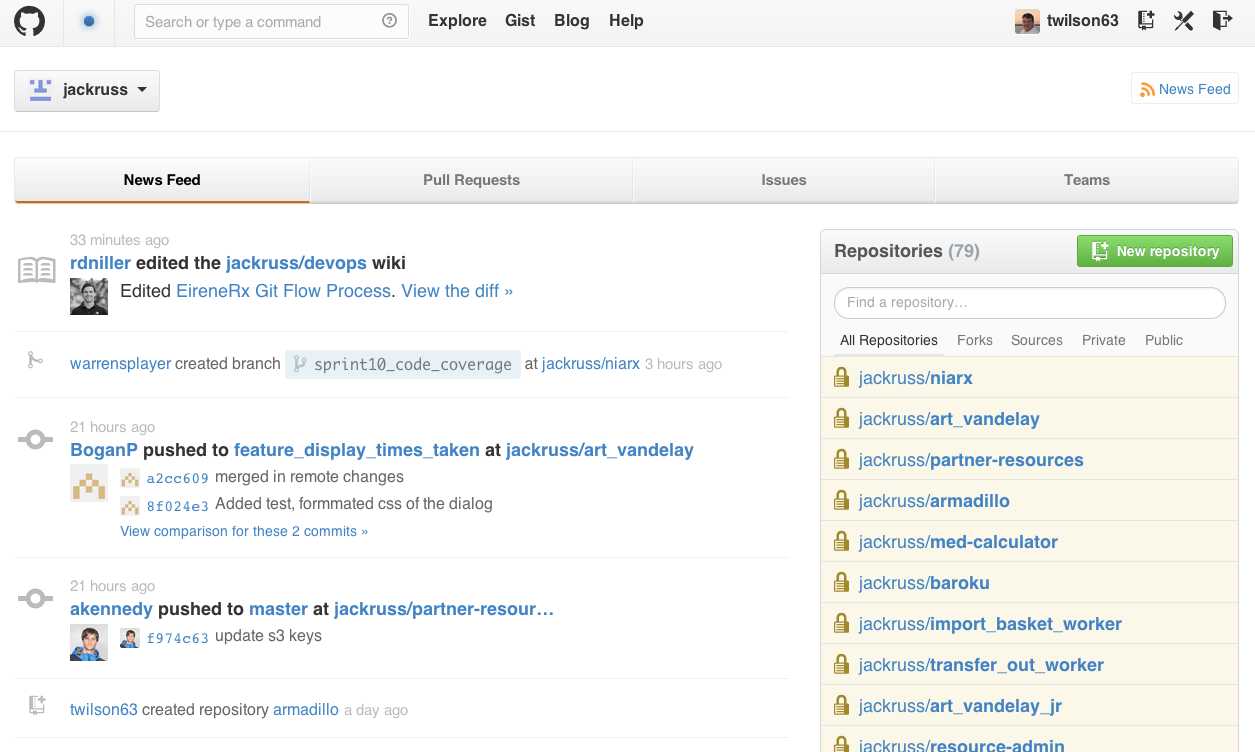 Search or type a command
Explore Gist Blog Help
twilson63
jackruss
News Feed
News Feed Pull Requests Issues Teams
33 minutes ago
rdniller edited the jackruss/devops wiki
Edited EireneRx Git Flow Process. View the diff »
warrensplayer created branch sprint10_code_coverage at jackruss/niarx 3 hours ago
21 hours ago
BoganP pushed to feature_display_times_taken at jackruss/art_vandelay
a2cc609 merged in remote changes
8f024e3 Added test, formmated css of the dialog
View comparison for these 2 commits »
21 hours ago
akennedy pushed to master at jackruss/partner-resour…
f974c63 update s3 keys
twilson63 created repository armadillo a day ago
Repositories (79)
New repository
Find a repository…
All Repositories Forks Sources Private Public
jackruss/niarx
jackruss/art_vandelay
jackruss/partner-resources
jackruss/armadillo
jackruss/med-calculator
jackruss/baroku
jackruss/import_basket_worker
jackruss/transfer_out_worker
jackruss/art_vandelay_jr
jackruss/resource-admin